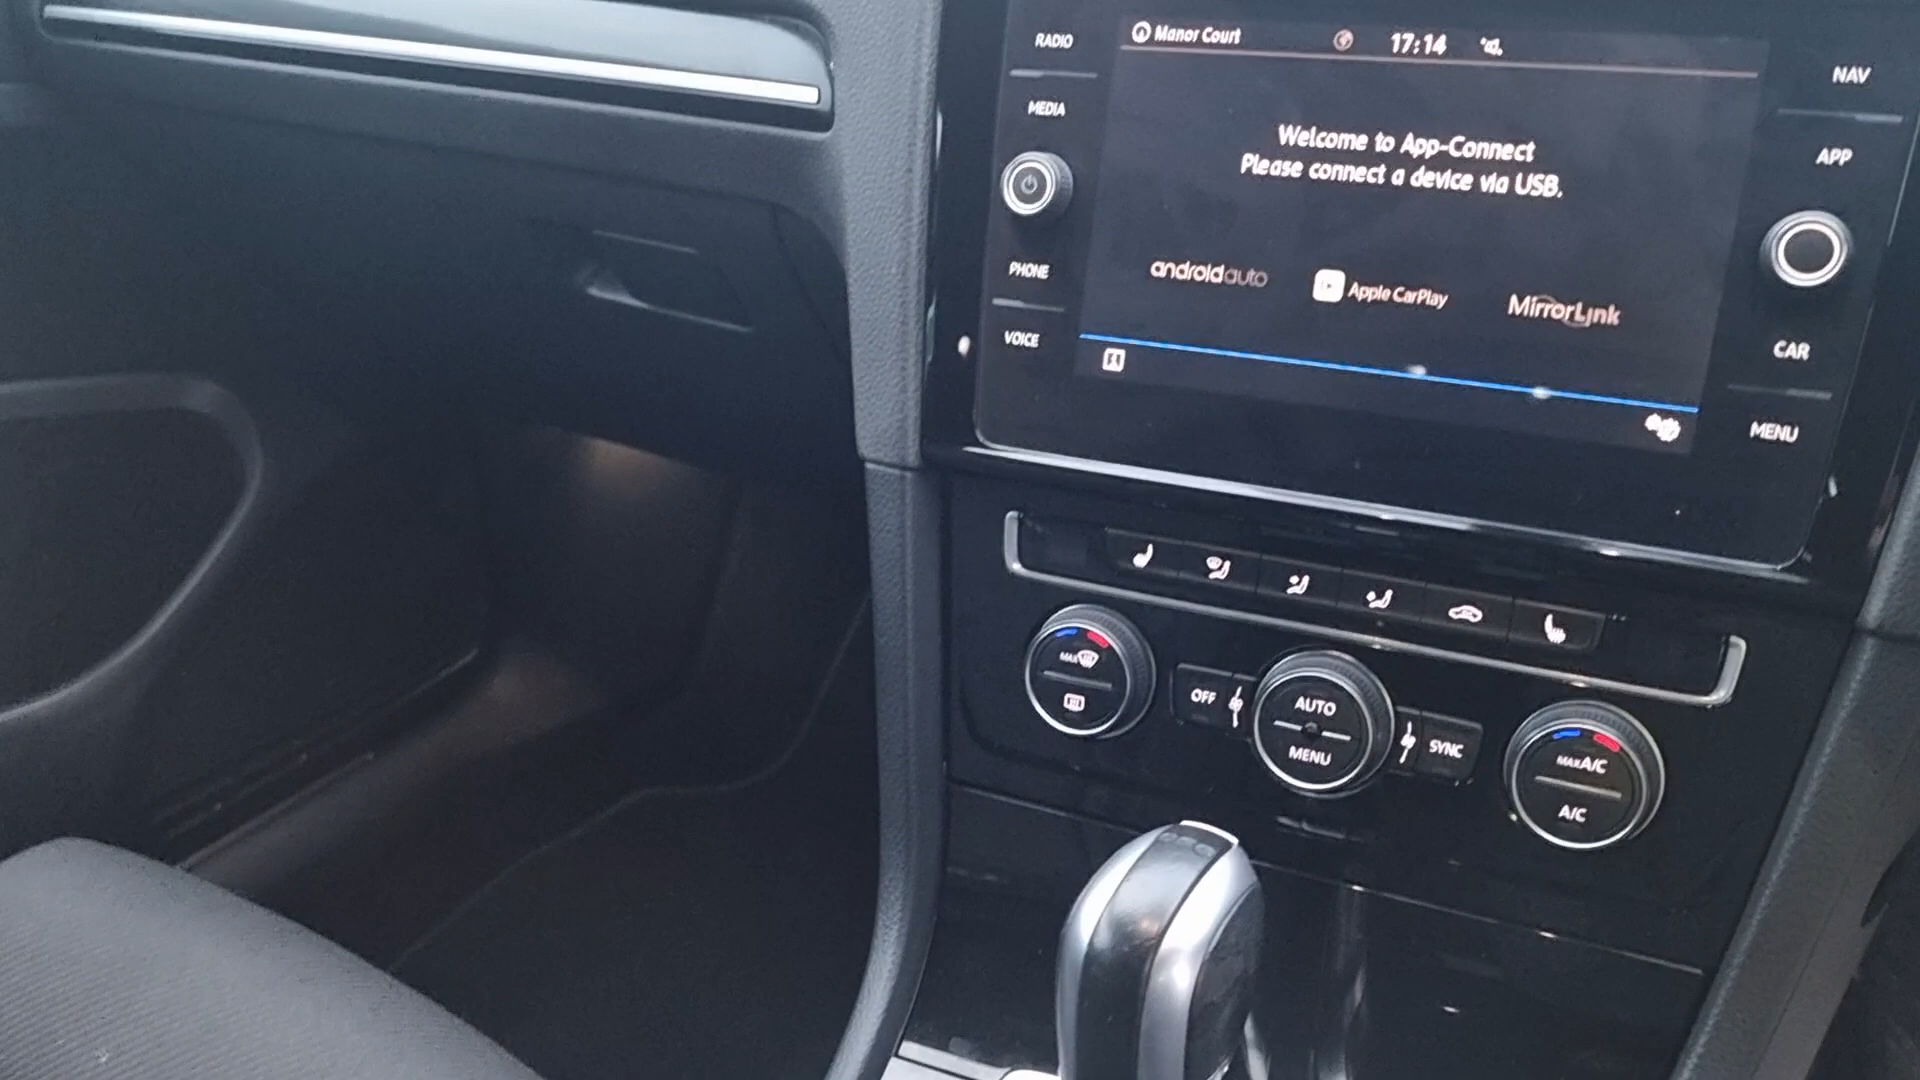 RADIO
MEDIA
PHONE
VOICE
Manor Court
17:14
Welcome to App-Connect
Please connect a device via USB.
androidauto
Apple CarPlay
MirrorLink
NAV
APP
CAR
MENU
MAX
OFF
AUTO
MENU
SYNC
MAX A/C
A/C